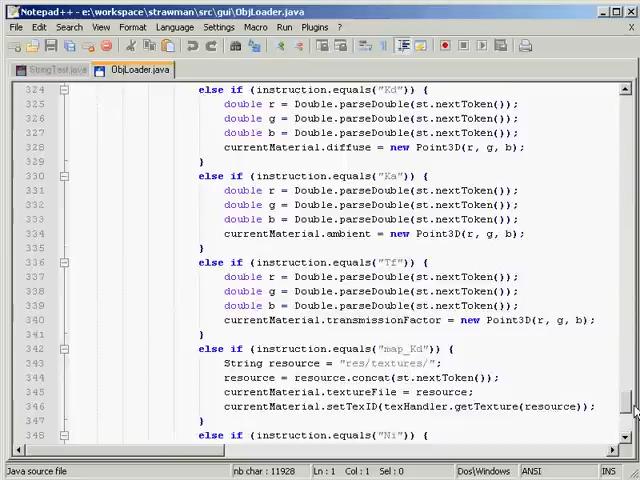 Notepad++ - e:\workspace\strawman\src\gui\ObjLoader.java
File Edit Search View Format Language Settings Macro Run Plugins ?
StringTest.java ObjLoader.java
324 else if (instruction.equals("Kd")) {
325 double r = Double.parseDouble(st.nextToken());
326 double g = Double.parseDouble(st.nextToken());
327 double b = Double.parseDouble(st.nextToken());
328 currentMaterial.diffuse = new Point3D(r, g, b);
329 }
330 else if (instruction.equals("Ka")) {
331 double r = Double.parseDouble(st.nextToken());
332 double g = Double.parseDouble(st.nextToken());
333 double b = Double.parseDouble(st.nextToken());
334 currentMaterial.ambient = new Point3D(r, g, b);
335 }
336 else if (instruction.equals("Tf")) {
337 double r = Double.parseDouble(st.nextToken());
338 double g = Double.parseDouble(st.nextToken());
339 double b = Double.parseDouble(st.nextToken());
340 currentMaterial.transmissionFactor = new Point3D(r, g, b);
341 }
342 else if (instruction.equals("map_Kd")) {
343 String resource = "res/textures/";
344 resource = resource.concat(st.nextToken());
345 currentMaterial.textureFile = resource;
346 currentMaterial.setTexID(texHandler.getTexture(resource));
347 }
348 else if (instruction.equals("Ni")) {
Java source file nb char : 11928 Ln : 1 Col : 1 Sel : 0 Dos\Windows ANSI INS